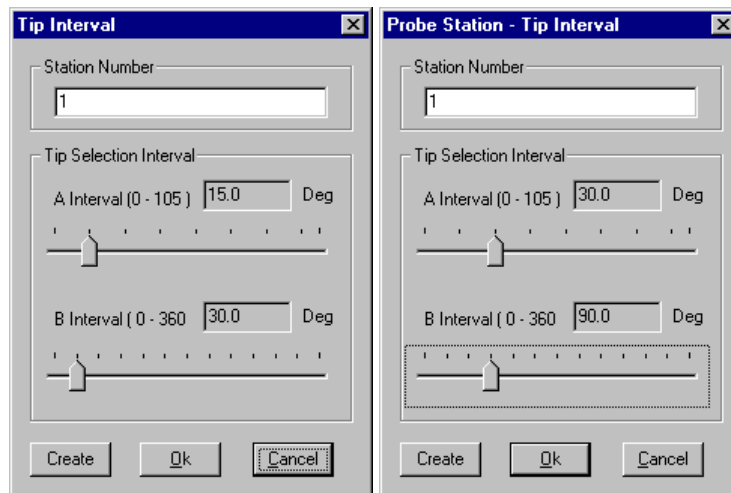 Tip Interval
Station Number
1
Tip Selection Interval
A Interval (0 - 105 ) 15.0 Deg
B Interval ( 0 - 360 30.0 Deg
Create Ok Cancel
Probe Station - Tip Interval
Station Number
1
Tip Selection Interval
A Interval (0 - 105 ) 30.0 Deg
B Interval ( 0 - 360 90.0 Deg
Create Ok Cancel